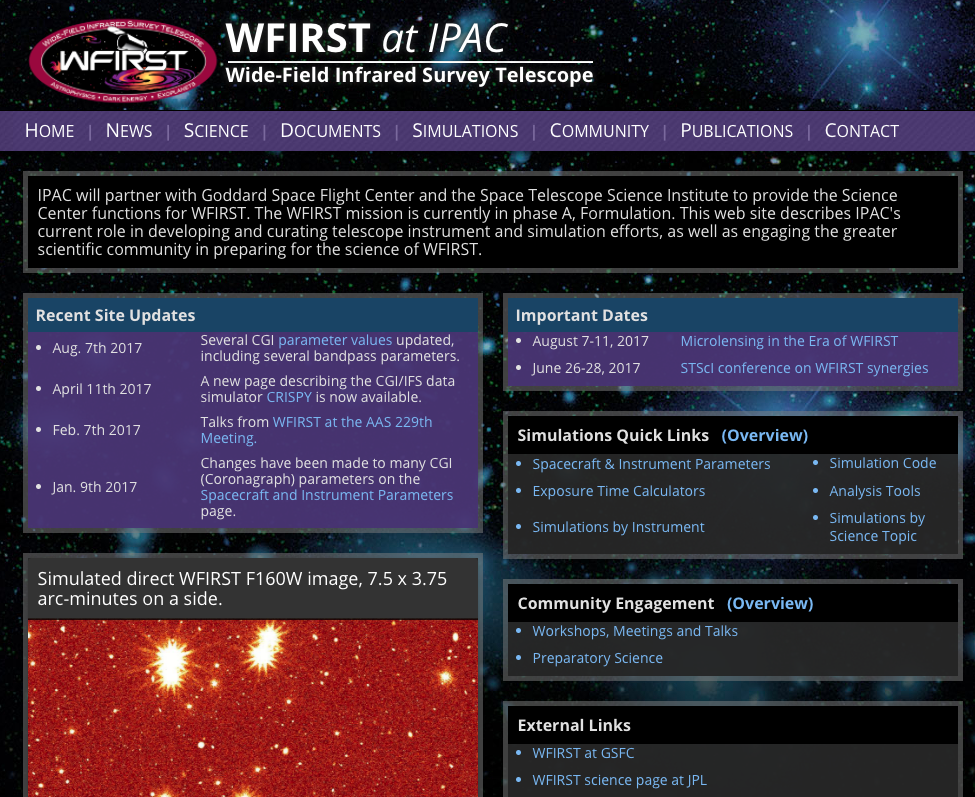 WIDE-FIELD INFRARED SURVEY TELESCOPE
WFIRST
ASTROPHYSICS • DARK ENERGY • EXOPLANETS
WFIRST at IPAC
Wide-Field Infrared Survey Telescope
HOME | NEWS | SCIENCE | DOCUMENTS | SIMULATIONS | COMMUNITY | PUBLICATIONS | CONTACT
IPAC will partner with Goddard Space Flight Center and the Space Telescope Science Institute to provide the Science
Center functions for WFIRST. The WFIRST mission is currently in phase A, Formulation. This web site describes IPAC's
current role in developing and curating telescope instrument and simulation efforts, as well as engaging the greater
scientific community in preparing for the science of WFIRST.
Recent Site Updates
• Aug. 7th 2017
Several CGI parameter values updated,
including several bandpass parameters.
• April 11th 2017
A new page describing the CGI/IFS data
simulator CRISPY is now available.
• Feb. 7th 2017
Talks from WFIRST at the AAS 229th
Meeting.
• Jan. 9th 2017
Changes have been made to many CGI
(Coronagraph) parameters on the
Spacecraft and Instrument Parameters
page.
Simulated direct WFIRST F160W image, 7.5 x 3.75
arc-minutes on a side.
Important Dates
• August 7-11, 2017 Microlensing in the Era of WFIRST
• June 26-28, 2017 STScI conference on WFIRST synergies
Simulations Quick Links (Overview)
• Spacecraft & Instrument Parameters
• Exposure Time Calculators
• Simulations by Instrument
• Simulation Code
• Analysis Tools
• Simulations by
Science Topic
Community Engagement (Overview)
• Workshops, Meetings and Talks
• Preparatory Science
External Links
• WFIRST at GSFC
• WFIRST science page at JPL